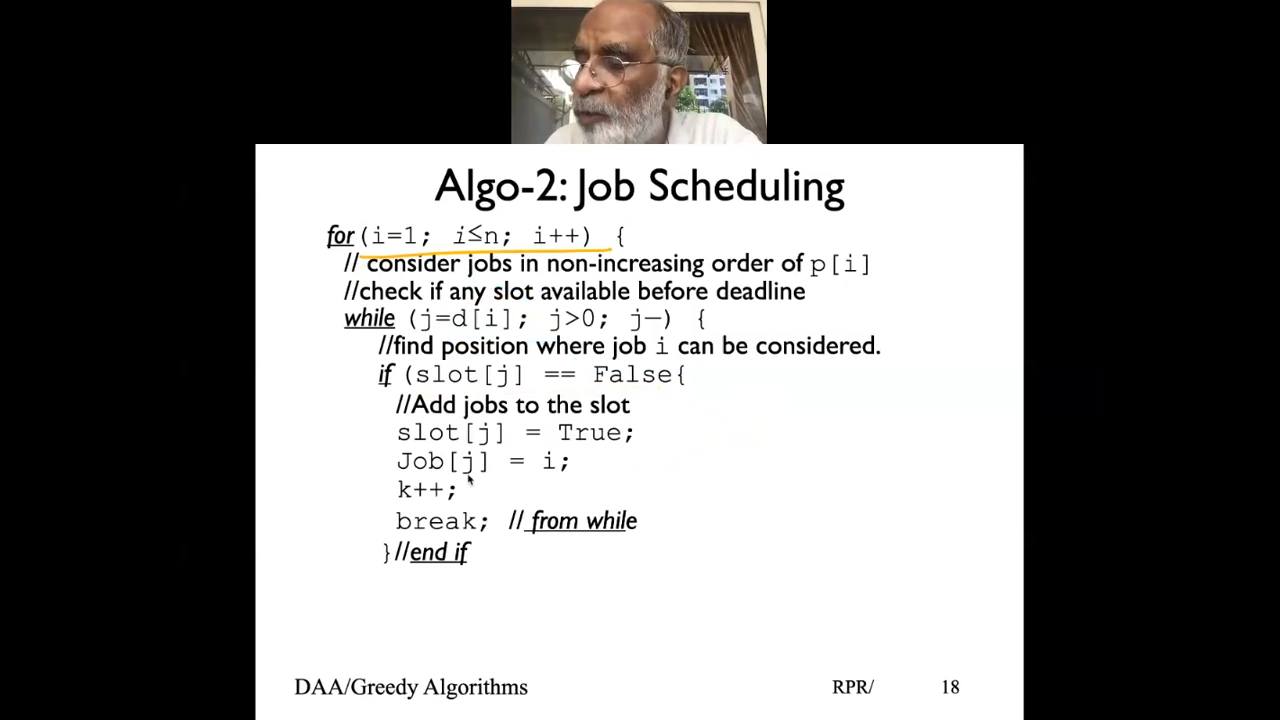 Algo-2: Job Scheduling
for (i=1; i≤n; i++) {
// consider jobs in non-increasing order of p[i]
//check if any slot available before deadline
while (j=d[i]; j>0; j—) {
//find position where job i can be considered.
if (slot[j] == False{
//Add jobs to the slot
slot[j] = True;
Job[j] = i;
k++;
break; // from while
}//end if
DAA/Greedy Algorithms RPR/ 18